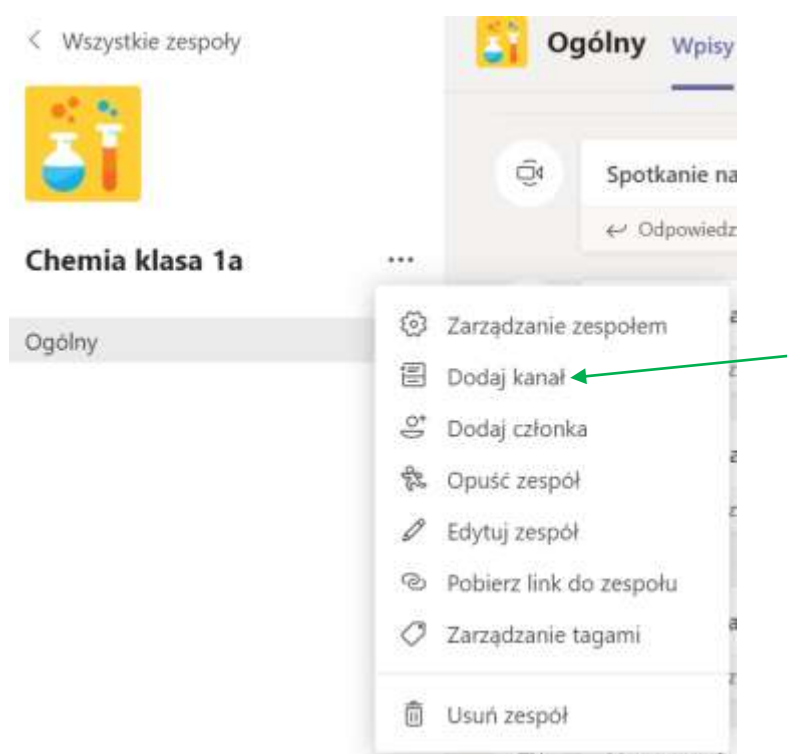 Wszystkie zespoły
Ogólny Wpisy
Spotkanie na
Odpowiedz
Chemia klasa 1a
...
Ogólny
Zarządzanie zespołem
Dodaj kanał
Dodaj członka
Opuść zespół
Edytuj zespół
Pobierz link do zespołu
Zarządzanie tagami
Usuń zespół